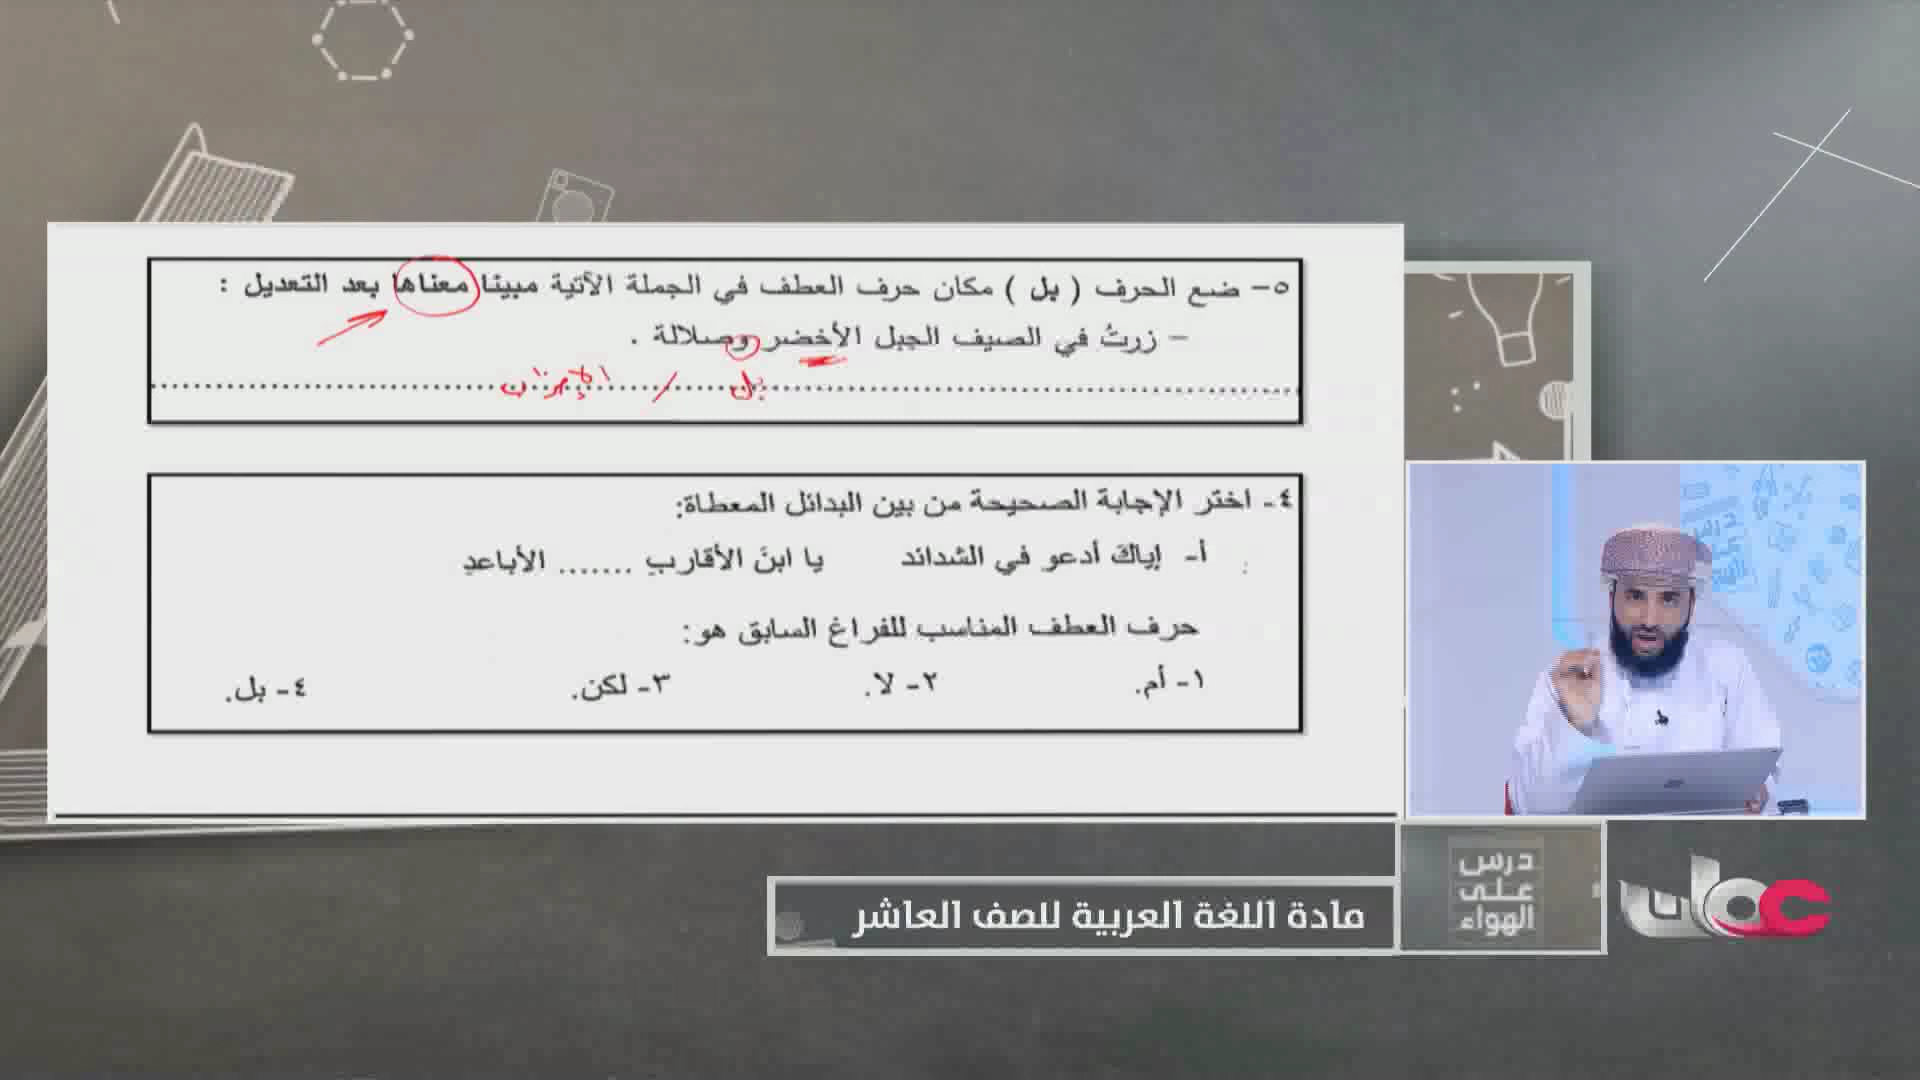 ٥- ضع الحرف ( بل ) مكان حرف العطف في الجملة الآتية مبينا معناها بعد التعديل :
- زرتُ في الصيف الجبل الأخضر وصلالة .
بل / الإضراب
٤- اختر الإجابة الصحيحة من بين البدائل المعطاة:
أ- إياكَ أدعو في الشدائد يا ابنَ الأقاربِ ....... الأباعدِ
حرف العطف المناسب للفراغ السابق هو:
١- أم. ٢- لا. ٣- لكن. ٤- بل.
درس
على
الهواء
مادة اللغة العربية للصف العاشر